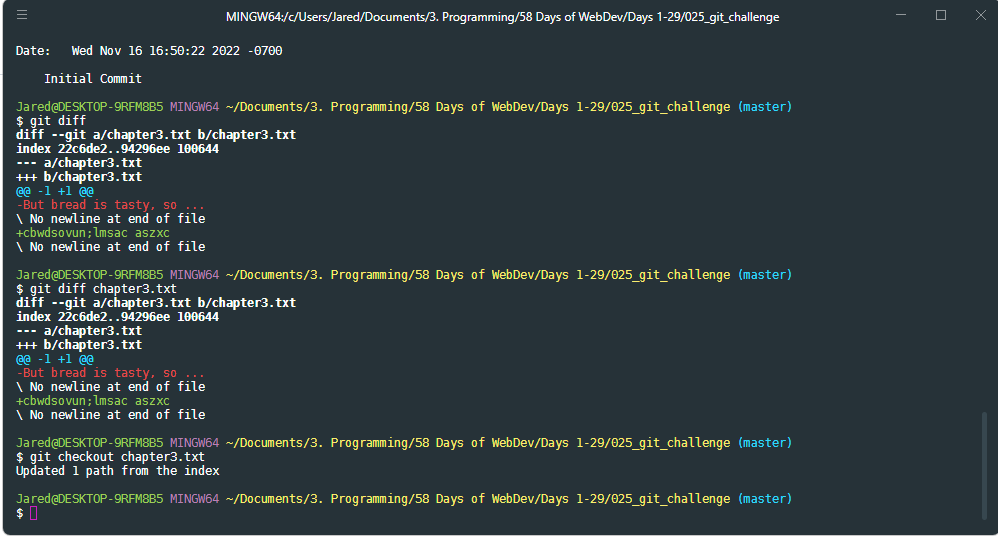 MINGW64:/c/Users/Jared/Documents/3. Programming/58 Days of WebDev/Days 1-29/025_git_challenge
Date:   Wed Nov 16 16:50:22 2022 -0700
    Initial Commit
Jared@DESKTOP-9RFM8B5 MINGW64 ~/Documents/3. Programming/58 Days of WebDev/Days 1-29/025_git_challenge (master)
$ git diff
diff --git a/chapter3.txt b/chapter3.txt
index 22c6de2..94296ee 100644
--- a/chapter3.txt
+++ b/chapter3.txt
@@ -1 +1 @@
-But bread is tasty, so ...
\ No newline at end of file
+cbwdsovun;lmsac aszxc
\ No newline at end of file
Jared@DESKTOP-9RFM8B5 MINGW64 ~/Documents/3. Programming/58 Days of WebDev/Days 1-29/025_git_challenge (master)
$ git diff chapter3.txt
diff --git a/chapter3.txt b/chapter3.txt
index 22c6de2..94296ee 100644
--- a/chapter3.txt
+++ b/chapter3.txt
@@ -1 +1 @@
-But bread is tasty, so ...
\ No newline at end of file
+cbwdsovun;lmsac aszxc
\ No newline at end of file
Jared@DESKTOP-9RFM8B5 MINGW64 ~/Documents/3. Programming/58 Days of WebDev/Days 1-29/025_git_challenge (master)
$ git checkout chapter3.txt
Updated 1 path from the index
Jared@DESKTOP-9RFM8B5 MINGW64 ~/Documents/3. Programming/58 Days of WebDev/Days 1-29/025_git_challenge (master)
$